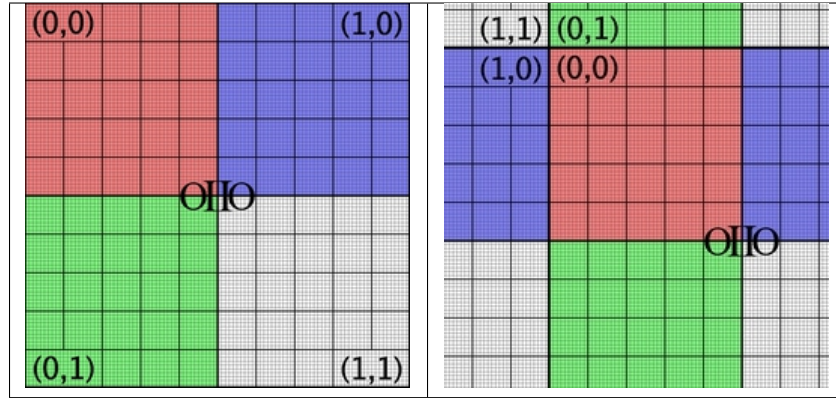 (0,0) (1,0)
OHO
(0,1) (1,1)
(1,1) (0,1)
(1,0) (0,0)
OHO